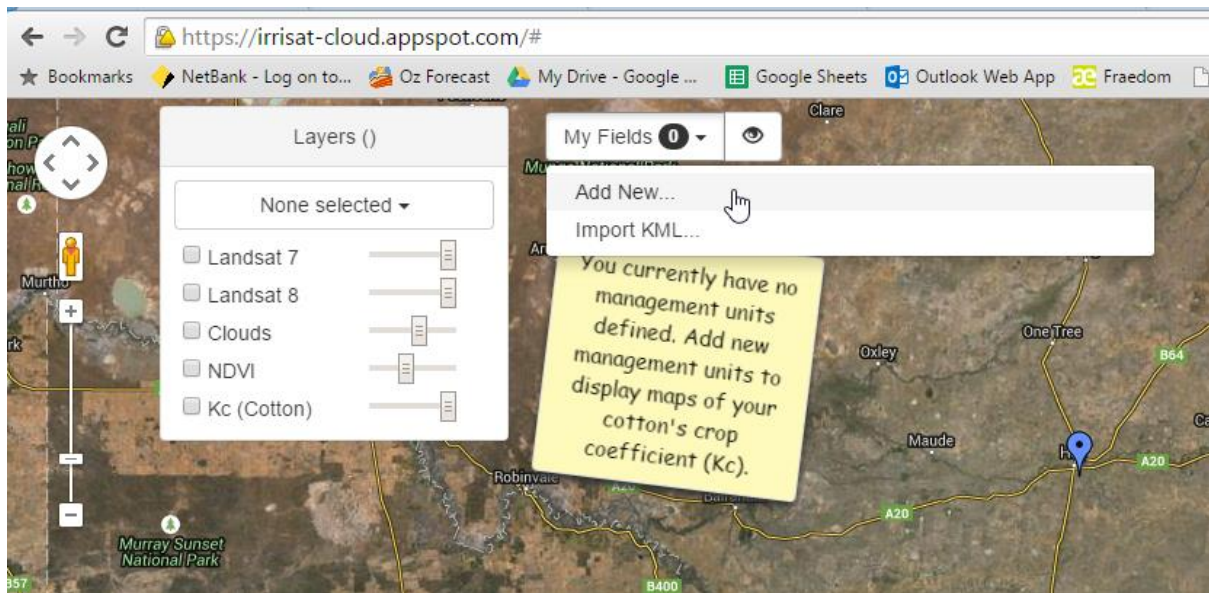 https://irrisat-cloud.appspot.com/#
Bookmarks NetBank - Log on to... Oz Forecast My Drive - Google ... Google Sheets Outlook Web App Fraedom
Clare
Layers ()
My Fields 0
None selected
Add New...
Import KML...
Landsat 7
Landsat 8
Clouds
NDVI
Kc (Cotton)
You currently have no
management units
defined. Add new
management units to
display maps of your
cotton's crop
coefficient (Kc).
Murtho
One Tree
Oxley
B64
Maude
A20
Robinvale
A20
A20
Murray Sunset
National Park
B57
B400